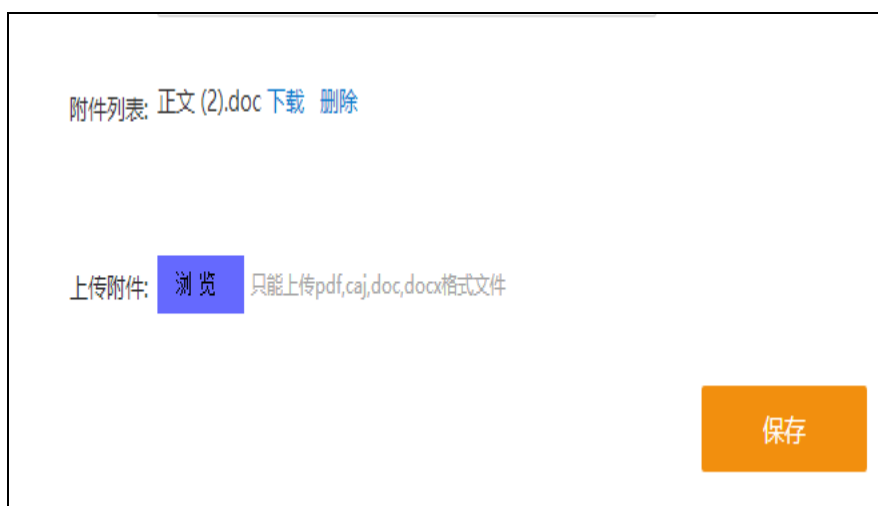 附件列表: 正文 (2).doc 下载 删除
上传附件: 浏 览 只能上传pdf,caj,doc,docx格式文件
保存